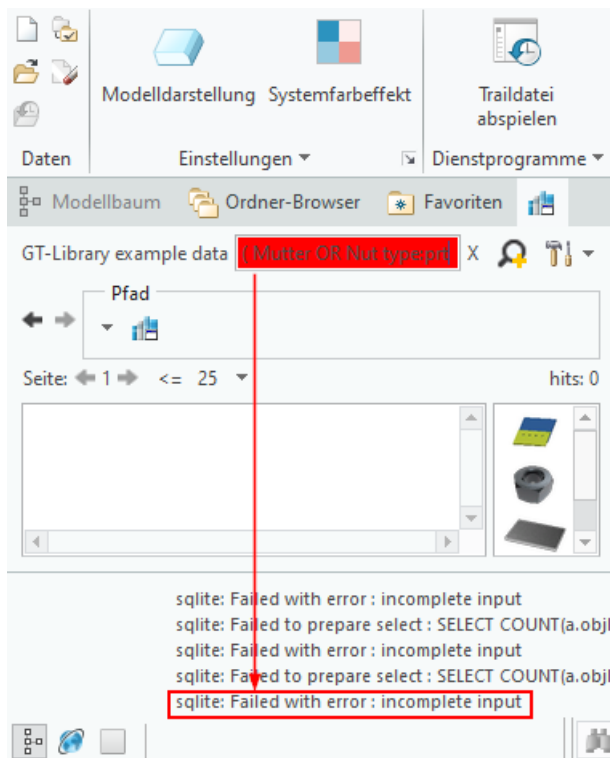 Modelldarstellung Systemfarbeffekt Traildatei
abspielen
Daten Einstellungen Dienstprogramme
Modellbaum Ordner-Browser Favoriten
GT-Library example data ( Mutter OR Nut type:prt X
Pfad
Seite: 1 <= 25 hits: 0
sqlite: Failed with error : incomplete input
sqlite: Failed to prepare select : SELECT COUNT(a.obj
sqlite: Failed with error : incomplete input
sqlite: Failed to prepare select : SELECT COUNT(a.obj
sqlite: Failed with error : incomplete input